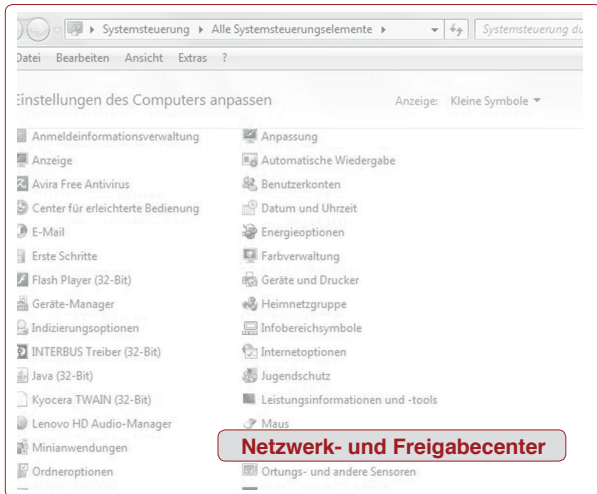 Systemsteuerung Alle Systemsteuerungselemente Systemsteuerung du
Datei Bearbeiten Ansicht Extras ?
Einstellungen des Computers anpassen Anzeige: Kleine Symbole
Anmeldeinformationsverwaltung Anpassung
Anzeige Automatische Wiedergabe
Avira Free Antivirus Benutzerkonten
Center für erleichterte Bedienung Datum und Uhrzeit
E-Mail Energieoptionen
Erste Schritte Farbverwaltung
Flash Player (32-Bit) Geräte und Drucker
Geräte-Manager Heimnetzgruppe
Indizierungsoptionen Infobereichsymbole
INTERBUS Treiber (32-Bit) Internetoptionen
Java (32-Bit) Jugendschutz
Kyocera TWAIN (32-Bit) Leistungsinformationen und -tools
Lenovo HD Audio-Manager Maus
Minianwendungen Netzwerk- und Freigabecenter
Ordneroptionen Ortungs- und andere Sensoren